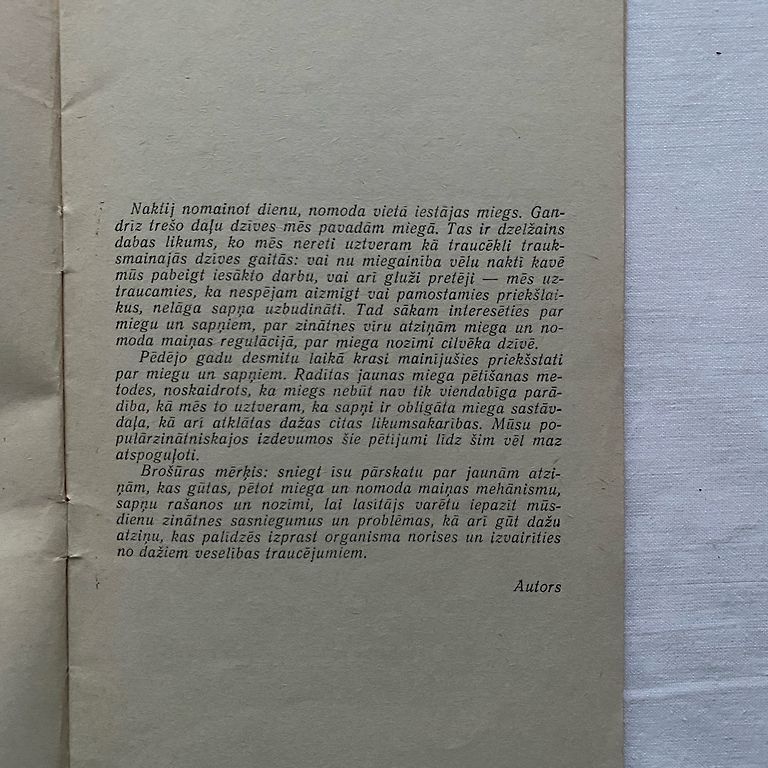 Naktij nomainot dienu, nomoda vietā iestājas miegs. Gan-
drīz trešo daļu dzīves mēs pavadām miegā. Tas ir dzelžains
dabas likums, ko mēs nereti uztveram kā traucēkli trauk-
smainajās dzīves gaitās: vai nu miegainība vēlu naktī kavē
mūs pabeigt iesākto darbu, vai arī gluži pretēji — mēs uz-
traucamies, ka nespējam aizmigt vai pamostamies priekšlai-
kus, nelāga sapņa uzbudināti. Tad sākam interesēties par
miegu un sapņiem, par zinātnes vīru atziņām miega un no-
moda maiņas regulācijā, par miega nozīmi cilvēka dzīvē.
Pēdējo gadu desmitu laikā krasi mainījušies priekšstati
par miegu un sapņiem. Radītas jaunas miega pētīšanas me-
todes, noskaidrots, ka miegs nebūt nav tik viendabīga parā-
dība, kā mēs to uztveram, ka sapņi ir obligāta miega sastāv-
daļa, kā arī atklātas dažas citas likumsakarības. Mūsu po-
pulārzinātniskajos izdevumos šie pētījumi līdz šim vēl maz
atspoguļoti.
Brošūras mērķis: sniegt īsu pārskatu par jaunām atzi-
ņām, kas gūtas, pētot miega un nomoda maiņas mehānismu,
sapņu rašanos un nozīmi, lai lasītājs varētu iepazīt mūs-
dienu zinātnes sasniegumus un problēmas, kā arī gūt dažu
atziņu, kas palīdzēs izprast organisma norises un izvairīties
no dažiem veselības traucējumiem.
Autors